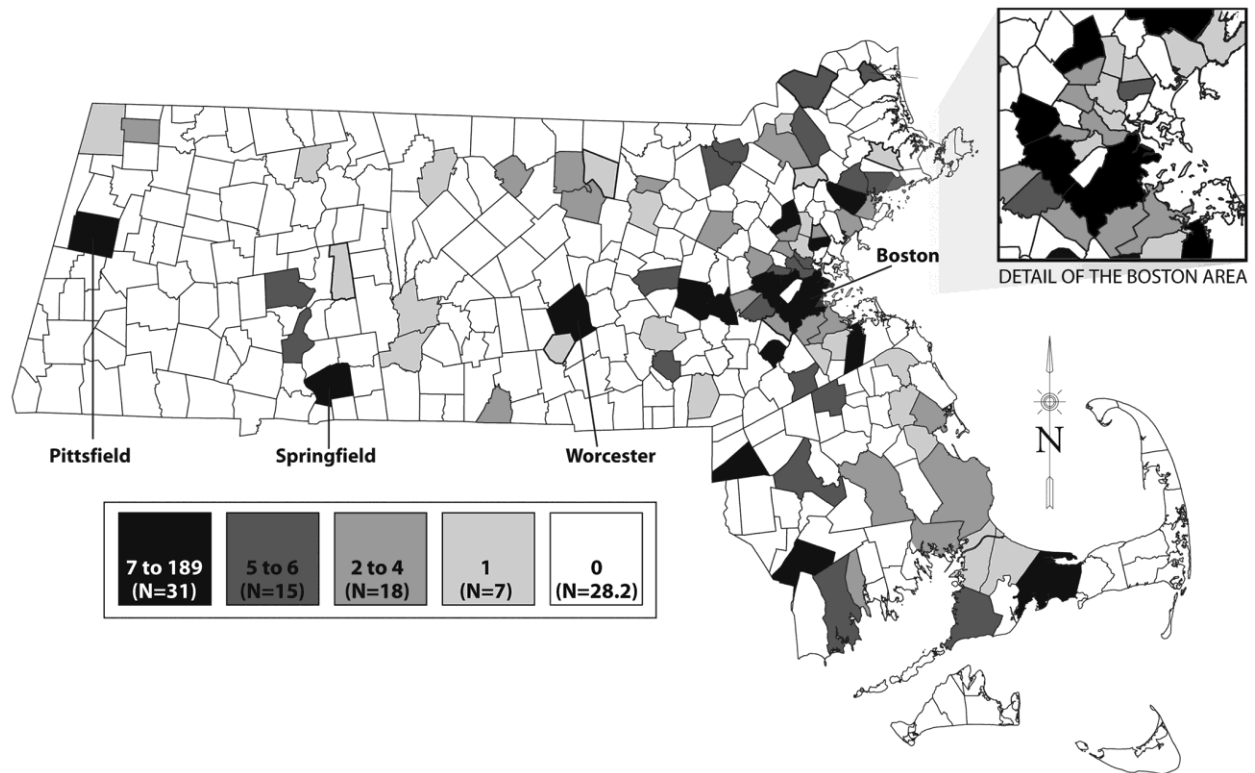 DETAIL OF THE BOSTON AREA
Boston
N
Pittsfield
Springfield
Worcester
7 to 189
(N=31)
5 to 6
(N=15)
2 to 4
(N=18)
1
(N=7)
0
(N=28.2)